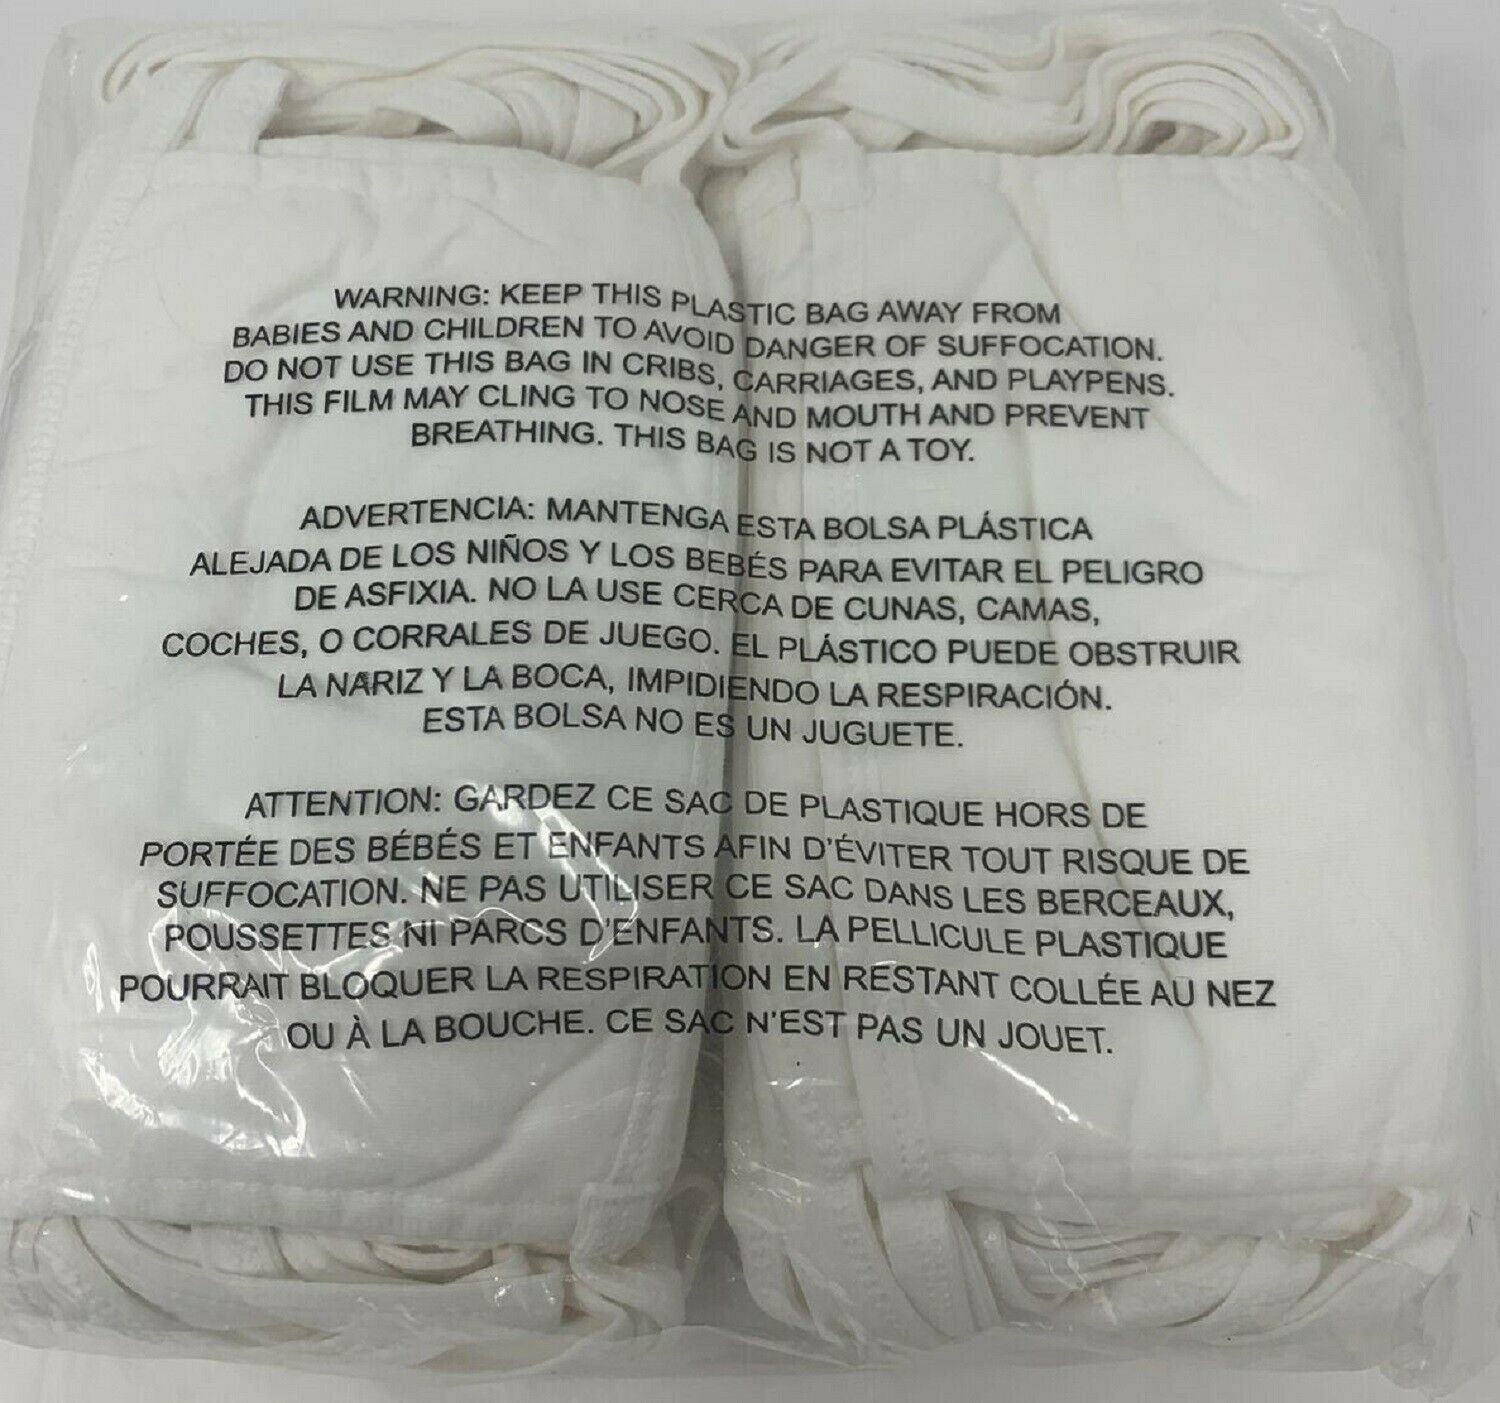 WARNING: KEEP THIS PLASTIC BAG AWAY FROM
BABIES AND CHILDREN TO AVOID DANGER OF SUFFOCATION.
DO NOT USE THIS BAG IN CRIBS, CARRIAGES, AND PLAYPENS.
THIS FILM MAY CLING TO NOSE AND MOUTH AND PREVENT
BREATHING. THIS BAG IS NOT A TOY.
ADVERTENCIA: MANTENGA ESTA BOLSA PLÁSTICA
ALEJADA DE LOS NIÑOS Y LOS BEBÉS PARA EVITAR EL PELIGRO
DE ASFIXIA. NO LA USE CERCA DE CUNAS, CAMAS,
COCHES, O CORRALES DE JUEGO. EL PLÁSTICO PUEDE OBSTRUIR
LA NARIZ Y LA BOCA, IMPIDIENDO LA RESPIRACIÓN.
ESTA BOLSA NO ES UN JUGUETE.
ATTENTION: GARDEZ CE SAC DE PLASTIQUE HORS DE
PORTÉE DES BÉBÉS ET ENFANTS AFIN D'ÉVITER TOUT RISQUE DE
SUFFOCATION. NE PAS UTILISER CE SAC DANS LES BERCEAUX,
POUSSETTES NI PARCS D'ENFANTS. LA PELLICULE PLASTIQUE
POURRAIT BLOQUER LA RESPIRATION EN RESTANT COLLÉE AU NEZ
OU À LA BOUCHE. CE SAC N'EST PAS UN JOUET.